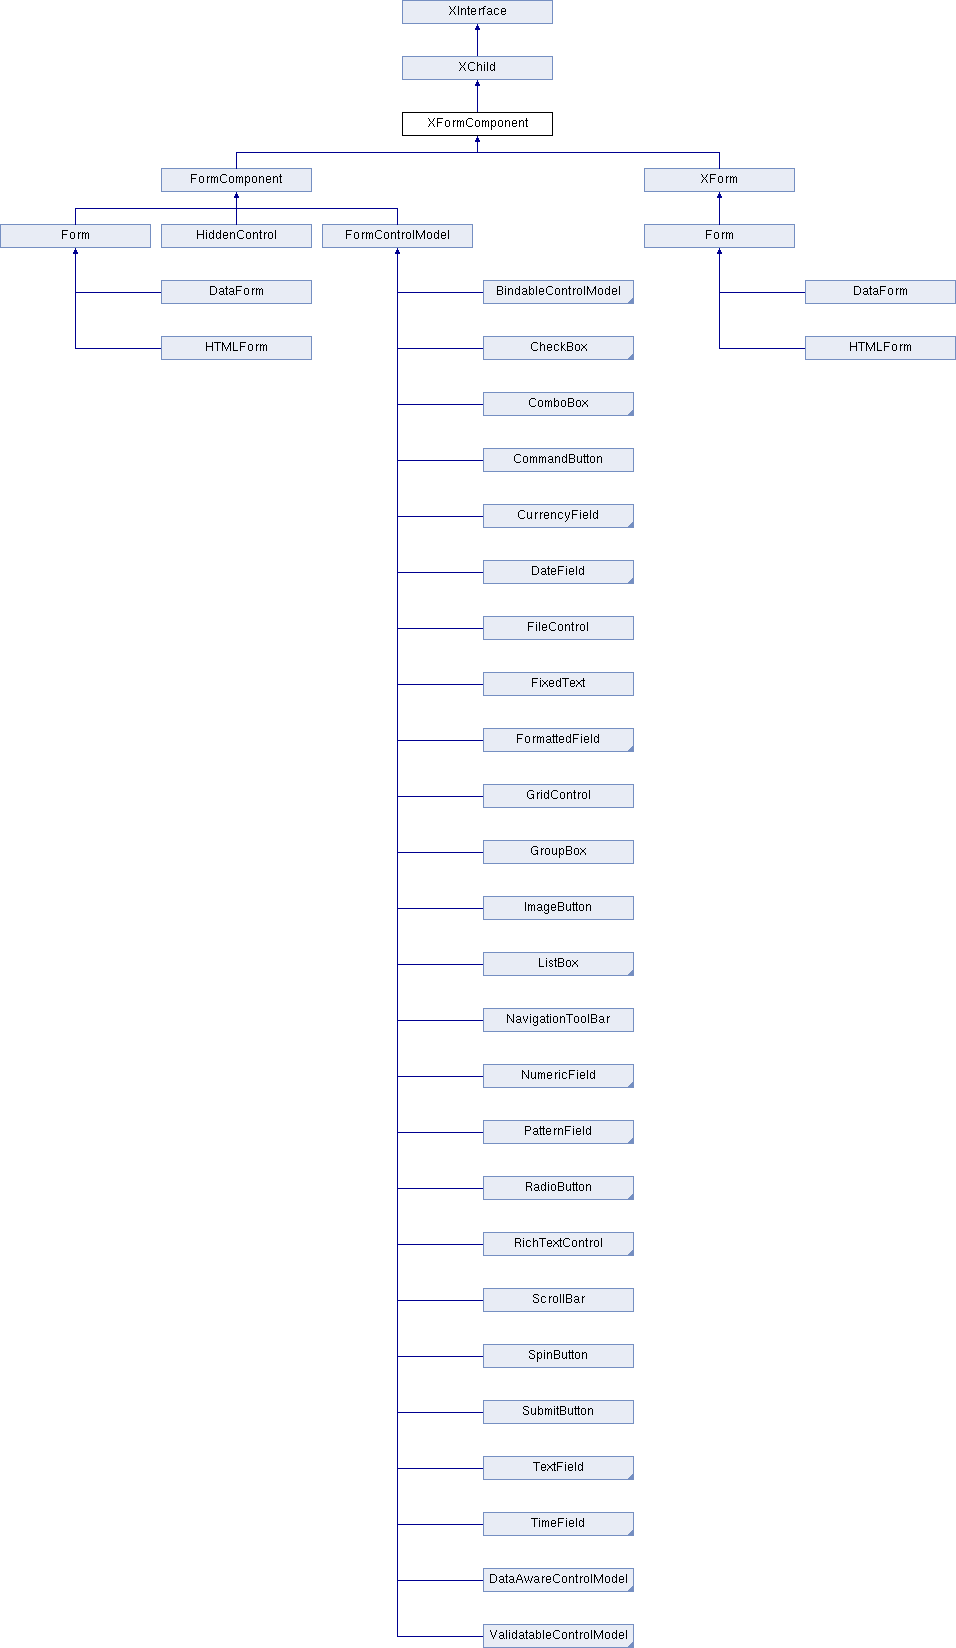 XInterface
XChild
XFormComponent
FormComponent
XForm
Form
HiddenControl
FormControlModel
Form
DataForm
BindableControlModel
DataForm
HTMLForm
CheckBox
HTMLForm
ComboBox
CommandButton
CurrencyField
DateField
FileControl
FixedText
FormattedField
GridControl
GroupBox
ImageButton
ListBox
NavigationToolBar
NumericField
PatternField
RadioButton
RichTextControl
ScrollBar
SpinButton
SubmitButton
TextField
TimeField
DataAwareControlModel
ValidatableControlModel